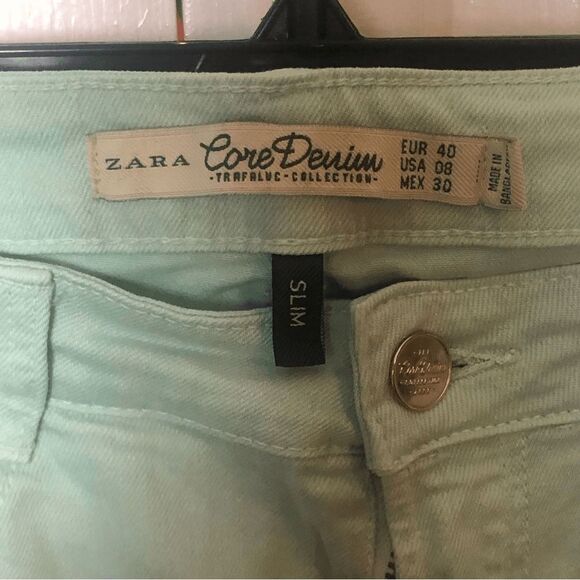 ZARA
Core Denim
-TRAFALUC-COLLECTION-
EUR 40
USA 08
MEX 30
MADE IN
SLIM